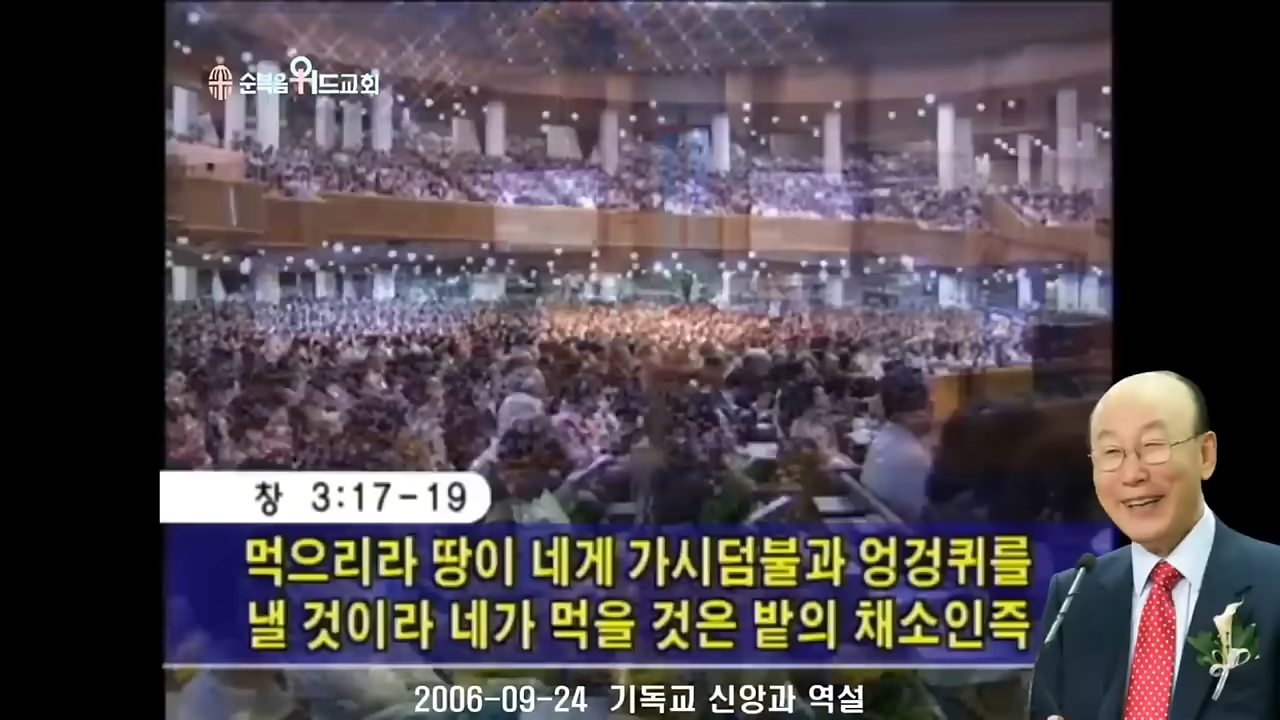 순복음워드교회
창 3:17-19
먹으리라 땅이 네게 가시덤불과 엉겅퀴를
낼 것이라 네가 먹을 것은 밭의 채소인즉
2006-09-24 기독교 신앙과 역설